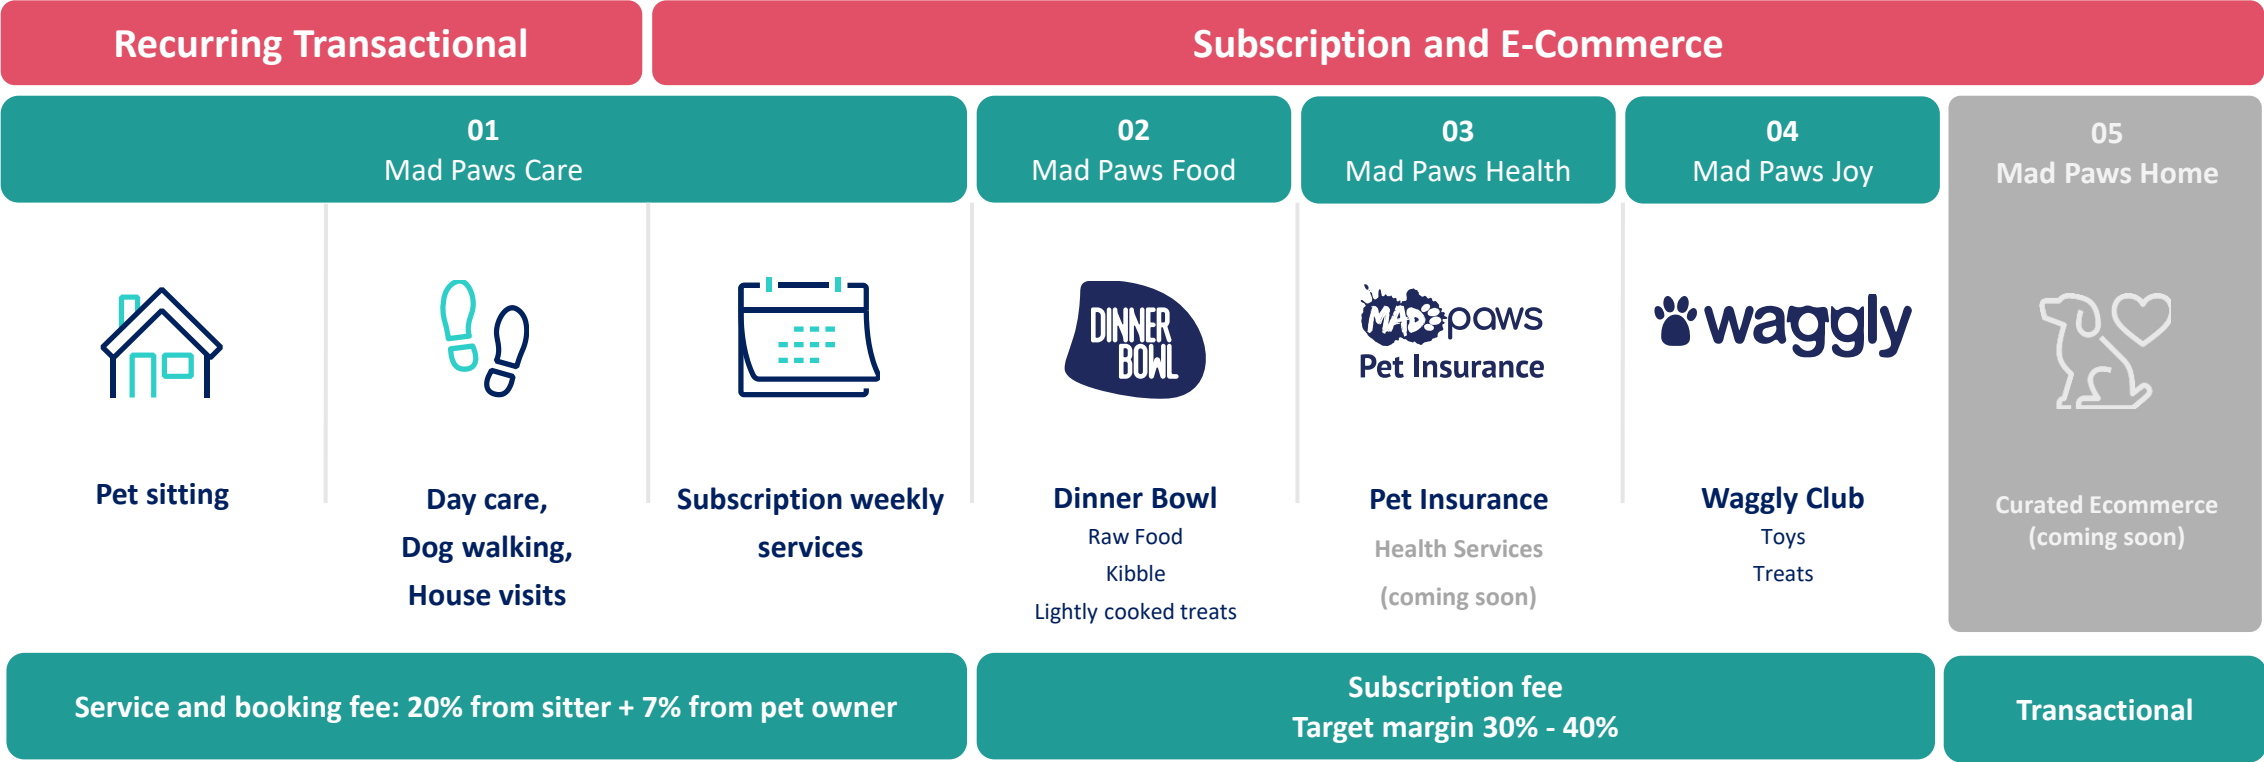 Recurring Transactional
Subscription and E-Commerce
01
Mad Paws Care
02
Mad Paws Food
03
Mad Paws Health
04
Mad Paws Joy
05
Mad Paws Home
Pet sitting
Day care,
Dog walking,
House visits
Subscription weekly
services
DINNER
BOWL
Dinner Bowl
Raw Food
Kibble
Lightly cooked treats
MAD paws
Pet Insurance
Pet Insurance
Health Services
(coming soon)
waggly
Waggly Club
Toys
Treats
Curated Ecommerce
(coming soon)
Service and booking fee: 20% from sitter + 7% from pet owner
Subscription fee
Target margin 30% - 40%
Transactional